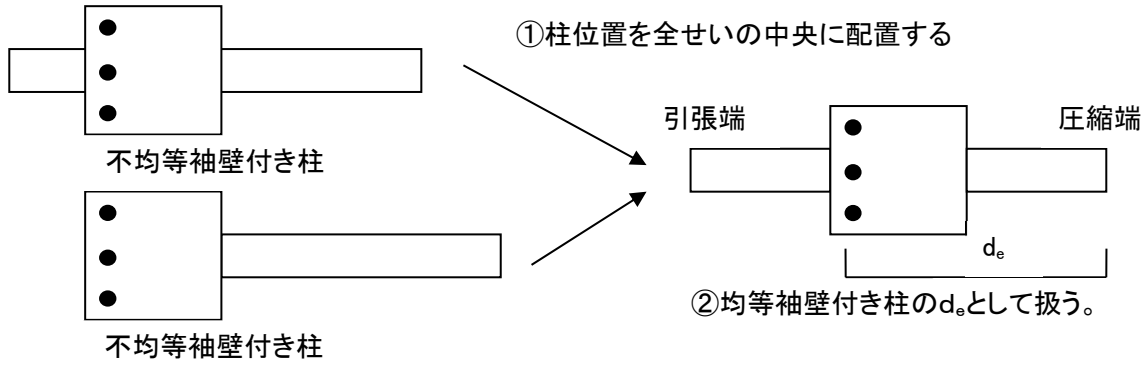 ①柱位置を全せいの中央に配置する
引張端
圧縮端
不均等袖壁付き柱
de
②均等袖壁付き柱のdeとして扱う。
不均等袖壁付き柱